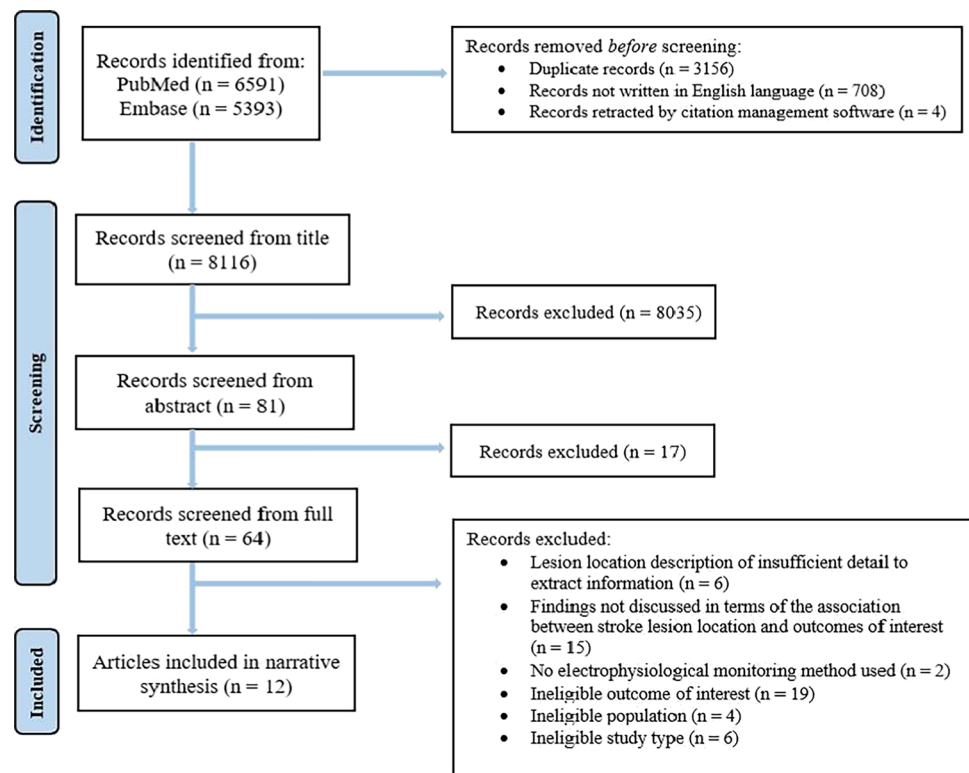 Identification
Records identified from:
PubMed (n = 6591)
Embase (n = 5393)
Records removed before screening:
• Duplicate records (n = 3156)
• Records not written in English language (n = 708)
• Records retracted by citation management software (n = 4)
Screening
Records screened from title
(n = 8116)
Records excluded (n = 8035)
Records screened from
abstract (n = 81)
Records excluded (n = 17)
Records screened from full
text (n = 64)
Records excluded:
• Lesion location description of insufficient detail to
extract information (n = 6)
• Findings not discussed in terms of the association
between stroke lesion location and outcomes of interest
(n = 15)
• No electrophysiological monitoring method used (n = 2)
• Ineligible outcome of interest (n = 19)
• Ineligible population (n = 4)
• Ineligible study type (n = 6)
Included
Articles included in narrative
synthesis (n = 12)